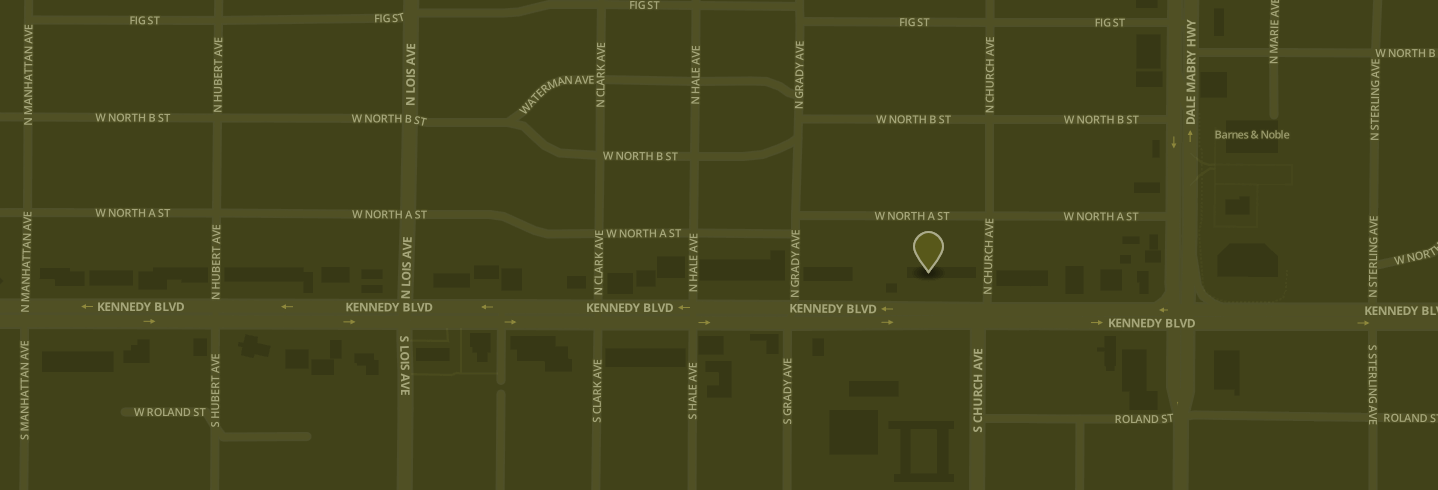 FIG ST
FIG ST
FIG ST
FIG ST
FIG ST
N MANHATTAN AVE
N HUBERT AVE
N LOIS AVE
WATERMAN AVE
N CLARK AVE
N HALE AVE
N GRADY AVE
N CHURCH AVE
DALE MABRY HWY
N MARIE AVE
N STERLING AVE
W NORTH B
W NORTH B ST
W NORTH B ST
W NORTH B ST
W NORTH B ST
W NORTH B ST
Barnes & Noble
W NORTH A ST
W NORTH A ST
W NORTH A ST
W NORTH A ST
W NORTH A ST
N MANHATTAN AVE
N HUBERT AVE
N LOIS AVE
N CLARK AVE
N HALE AVE
N GRADY AVE
N CHURCH AVE
N STERLING AVE
W NORTH
KENNEDY BLVD
KENNEDY BLVD
KENNEDY BLVD
KENNEDY BLVD
KENNEDY BLVD
KENNEDY BLV
S MANHATTAN AVE
S HUBERT AVE
S LOIS AVE
S CLARK AVE
S HALE AVE
S GRADY AVE
S CHURCH AVE
S STERLING AVE
W ROLAND ST
ROLAND ST
ROLAND ST